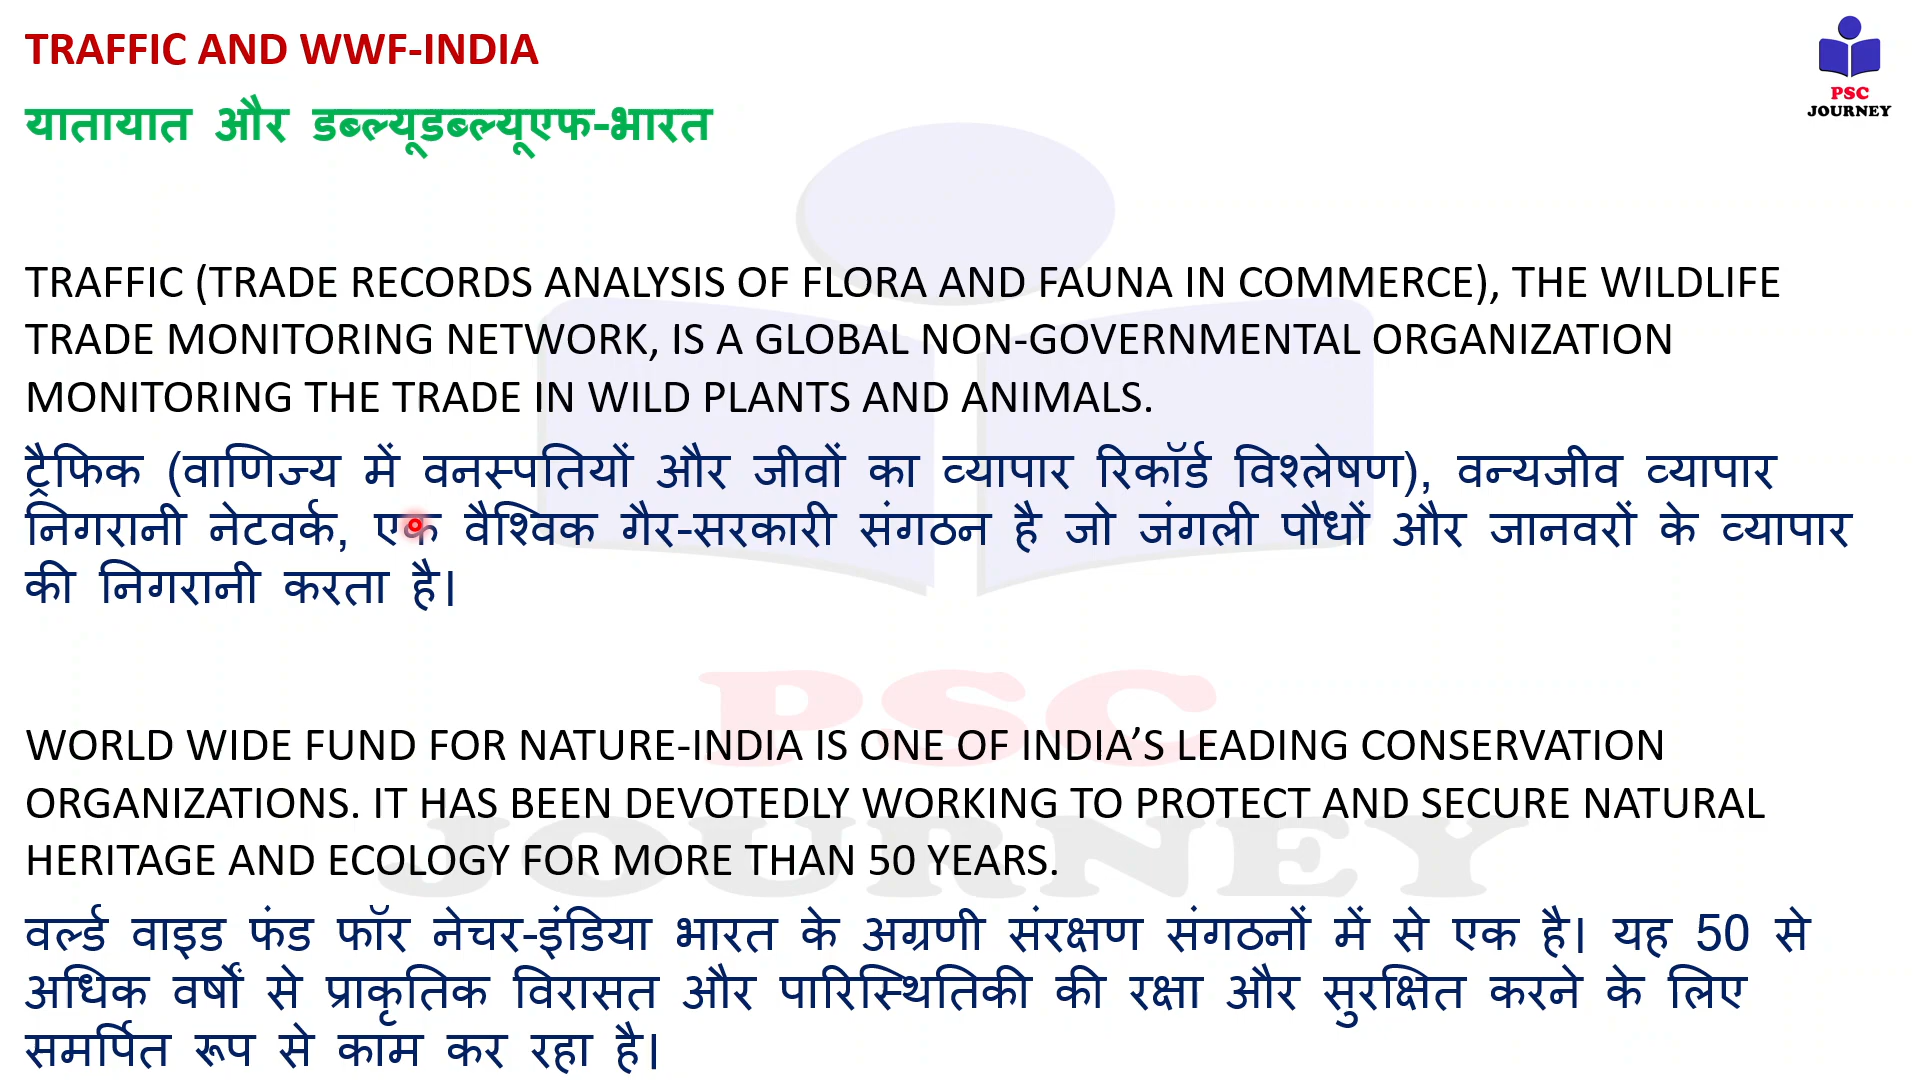 TRAFFIC AND WWF-INDIA
PSC
JOURNEY
यातायात और डब्ल्यूडब्ल्यूएफ-भारत
TRAFFIC (TRADE RECORDS ANALYSIS OF FLORA AND FAUNA IN COMMERCE), THE WILDLIFE
TRADE MONITORING NETWORK, IS A GLOBAL NON-GOVERNMENTAL ORGANIZATION
MONITORING THE TRADE IN WILD PLANTS AND ANIMALS.
ट्रैफिक (वाणिज्य में वनस्पतियों और जीवों का व्यापार रिकॉर्ड विश्लेषण), वन्यजीव व्यापार
निगरानी नेटवर्क, एक वैश्विक गैर-सरकारी संगठन है जो जंगली पौधों और जानवरों के व्यापार
की निगरानी करता है।
PSC
JOURNEY
WORLD WIDE FUND FOR NATURE-INDIA IS ONE OF INDIA’S LEADING CONSERVATION
ORGANIZATIONS. IT HAS BEEN DEVOTEDLY WORKING TO PROTECT AND SECURE NATURAL
HERITAGE AND ECOLOGY FOR MORE THAN 50 YEARS.
वर्ल्ड वाइड फंड फॉर नेचर-इंडिया भारत के अग्रणी संरक्षण संगठनों में से एक है। यह 50 से
अधिक वर्षों से प्राकृतिक विरासत और पारिस्थितिकी की रक्षा और सुरक्षित करने के लिए
समर्पित रूप से काम कर रहा है।